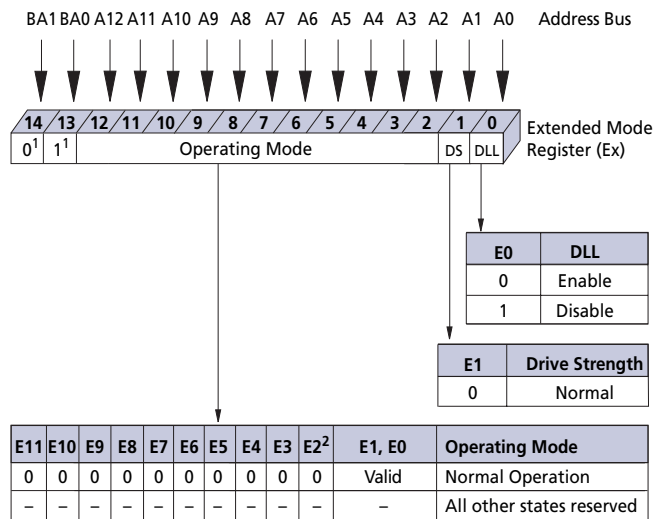 BA1 BA0 A12 A11 A10 A9 A8 A7 A6 A5 A4 A3 A2 A1 A0 Address Bus
14 13 12 11 10 9 8 7 6 5 4 3 2 1 0
Extended Mode
Register (Ex)
0¹ 1¹ Operating Mode DS DLL
E0 DLL
0 Enable
1 Disable
E1 Drive Strength
0 Normal
E11 E10 E9 E8 E7 E6 E5 E4 E3 E2² E1, E0 Operating Mode
0 0 0 0 0 0 0 0 0 0 Valid Normal Operation
– – – – – – – – – – – All other states reserved